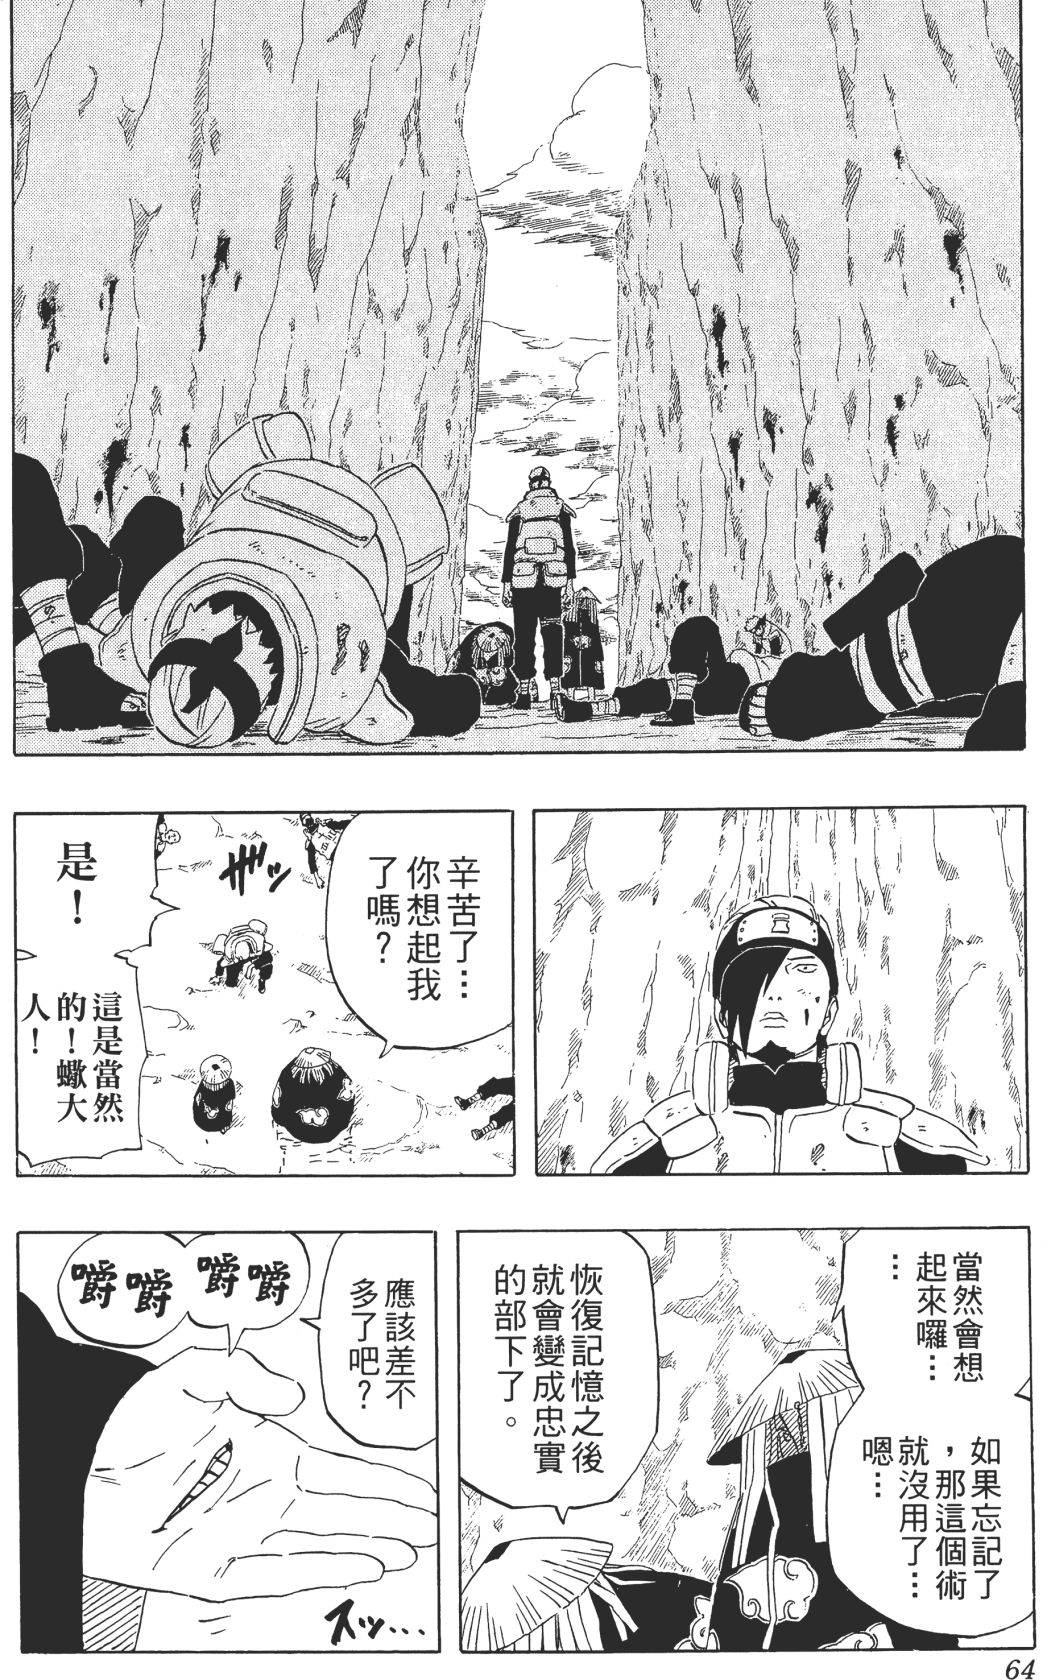 辛苦了⋯
你想起我
了嗎？
ザッ
是！
這是當然
的！蠍大
人！
當然會想
起來囉⋯
⋯
如果忘記了
，那這個術
就沒用了⋯
嗯⋯
恢復記憶之後
就會變成忠實
的部下了。
應該差不
多了吧？
嚼嚼
嚼嚼
スッ...
64